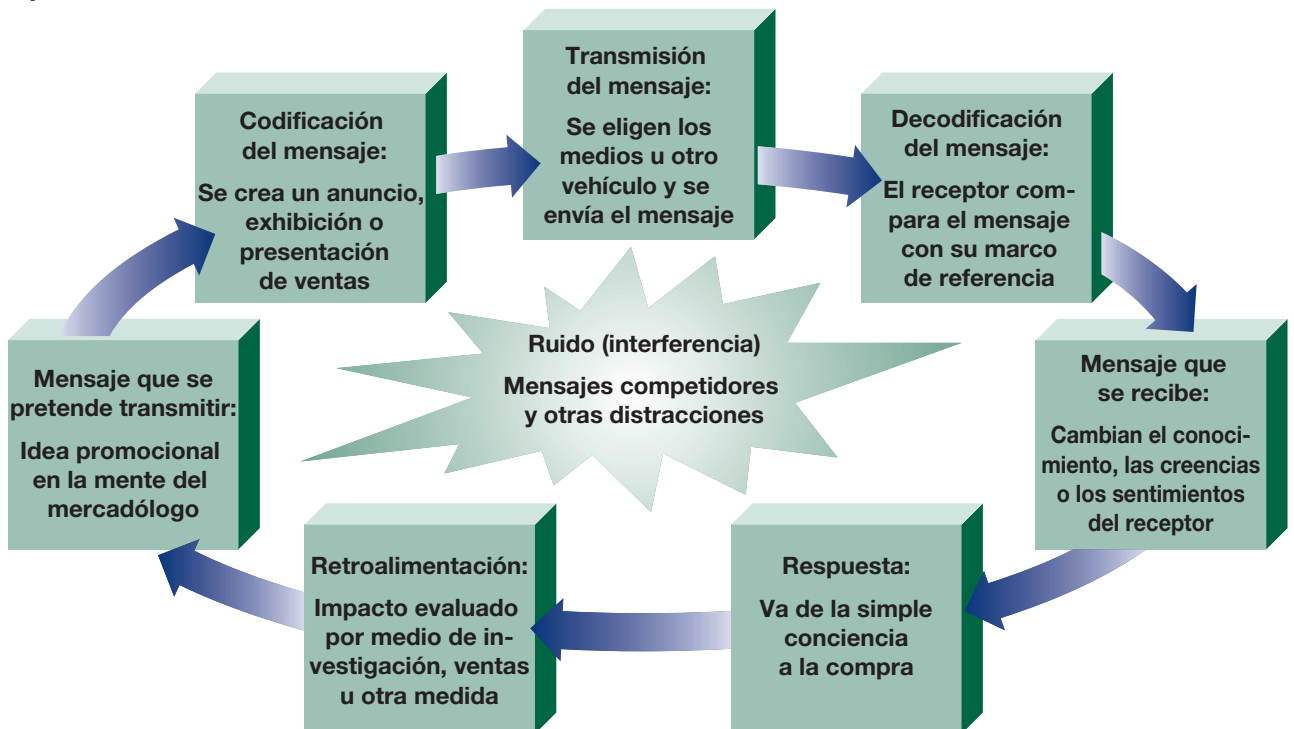 Mensaje que se
pretende transmitir:
Idea promocional
en la mente del
mercadólogo
Codificación
del mensaje:
Se crea un anuncio,
exhibición o
presentación
de ventas
Transmisión
del mensaje:
Se eligen los
medios u otro
vehículo y se
envía el mensaje
Decodificación
del mensaje:
El receptor com-
para el mensaje
con su marco
de referencia
Mensaje que
se recibe:
Cambian el conoci-
miento, las creencias
o los sentimientos
del receptor
Respuesta:
Va de la simple
conciencia
a la compra
Retroalimentación:
Impacto evaluado
por medio de in-
vestigación, ventas
u otra medida
Ruido (interferencia)
Mensajes competidores
y otras distracciones